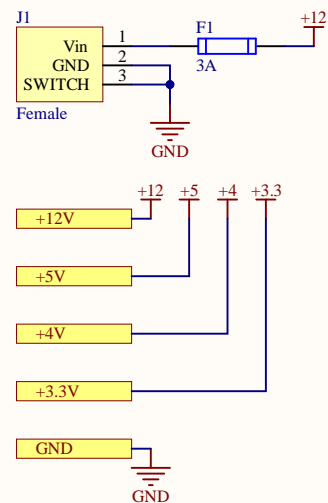 J1
Vin 1
GND 2
SWITCH 3
Female
F1
3A
+12
GND
+12 +5 +4 +3.3
+12V
+5V
+4V
+3.3V
GND
GND